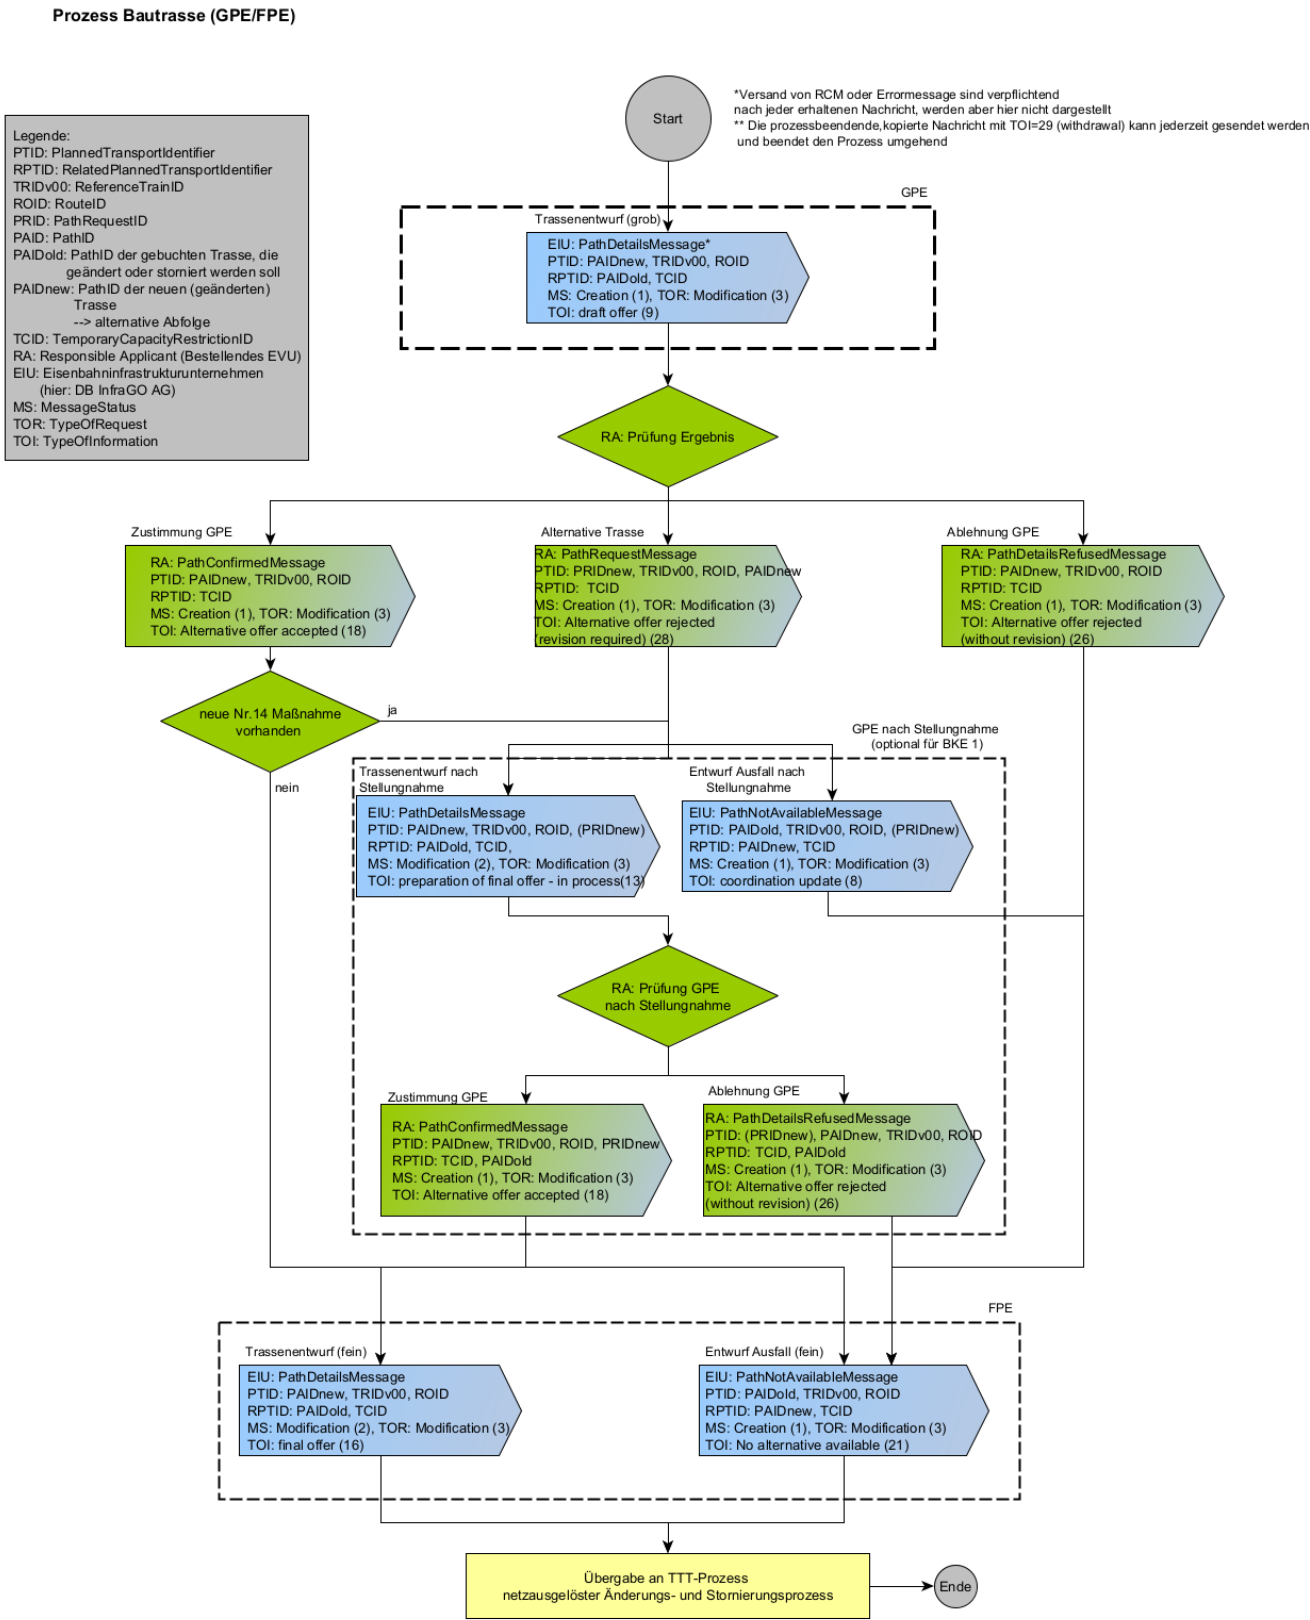 Prozess Bautrasse (GPE/FPE)
Start
*Versand von RCM oder Errormessage sind verpflichtend
nach jeder erhaltenen Nachricht, werden aber hier nicht dargestellt
** Die prozessbeendende,kopierte Nachricht mit TOI=29 (withdrawal) kann jederzeit gesendet werden
und beendet den Prozess umgehend
Legende:
PTID: PlannedTransportIdentifier
RPTID: RelatedPlannedTransportIdentifier
TRIDv00: ReferenceTrainID
ROID: RouteID
PRID: PathRequestID
PAID: PathID
PAIDold: PathID der gebuchten Trasse, die
geändert oder storniert werden soll
PAIDnew: PathID der neuen (geänderten)
Trasse
--> alternative Abfolge
TCID: TemporaryCapacityRestrictionID
RA: Responsible Applicant (Bestellendes EVU)
EIU: Eisenbahninfrastrukturunternehmen
(hier: DB InfraGO AG)
MS: MessageStatus
TOR: TypeOfRequest
TOI: TypeOfInformation
GPE
Trassenentwurf (grob)
EIU: PathDetailsMessage*
PTID: PAIDnew, TRIDv00, ROID
RPTID: PAIDold, TCID
MS: Creation (1), TOR: Modification (3)
TOI: draft offer (9)
RA: Prüfung Ergebnis
Zustimmung GPE
RA: PathConfirmedMessage
PTID: PAIDnew, TRIDv00, ROID
RPTID: TCID
MS: Creation (1), TOR: Modification (3)
TOI: Alternative offer accepted (18)
Alternative Trasse
RA: PathRequestMessage
PTID: PRIDnew, TRIDv00, ROID, PAIDnew
RPTID: TCID
MS: Creation (1), TOR: Modification (3)
TOI: Alternative offer rejected
(revision required) (28)
Ablehnung GPE
RA: PathDetailsRefusedMessage
PTID: PAIDnew, TRIDv00, ROID
RPTID: TCID
MS: Creation (1), TOR: Modification (3)
TOI: Alternative offer rejected
(without revision) (26)
neue Nr.14 Maßnahme
vorhanden
ja
nein
GPE nach Stellungnahme
(optional für BKE 1)
Trassenentwurf nach
Stellungnahme
EIU: PathDetailsMessage
PTID: PAIDnew, TRIDv00, ROID, (PRIDnew)
RPTID: PAIDold, TCID,
MS: Modification (2), TOR: Modification (3)
TOI: preparation of final offer - in process(13)
Entwurf Ausfall nach
Stellungnahme
EIU: PathNotAvailableMessage
PTID: PAIDold, TRIDv00, ROID, (PRIDnew)
RPTID: PAIDnew, TCID
MS: Creation (1), TOR: Modification (3)
TOI: coordination update (8)
RA: Prüfung GPE
nach Stellungnahme
Zustimmung GPE
RA: PathConfirmedMessage
PTID: PAIDnew, TRIDv00, ROID, PRIDnew
RPTID: TCID, PAIDold
MS: Creation (1), TOR: Modification (3)
TOI: Alternative offer accepted (18)
Ablehnung GPE
RA: PathDetailsRefusedMessage
PTID: (PRIDnew), PAIDnew, TRIDv00, ROID
RPTID: TCID, PAIDold
MS: Creation (1), TOR: Modification (3)
TOI: Alternative offer rejected
(without revision) (26)
FPE
Trassenentwurf (fein)
EIU: PathDetailsMessage
PTID: PAIDnew, TRIDv00, ROID
RPTID: PAIDold, TCID
MS: Modification (2), TOR: Modification (3)
TOI: final offer (16)
Entwurf Ausfall (fein)
EIU: PathNotAvailableMessage
PTID: PAIDold, TRIDv00, ROID
RPTID: PAIDnew, TCID
MS: Creation (1), TOR: Modification (3)
TOI: No alternative available (21)
Übergabe an TTT-Prozess
netzausgelöster Änderungs- und Stornierungsprozess
Ende